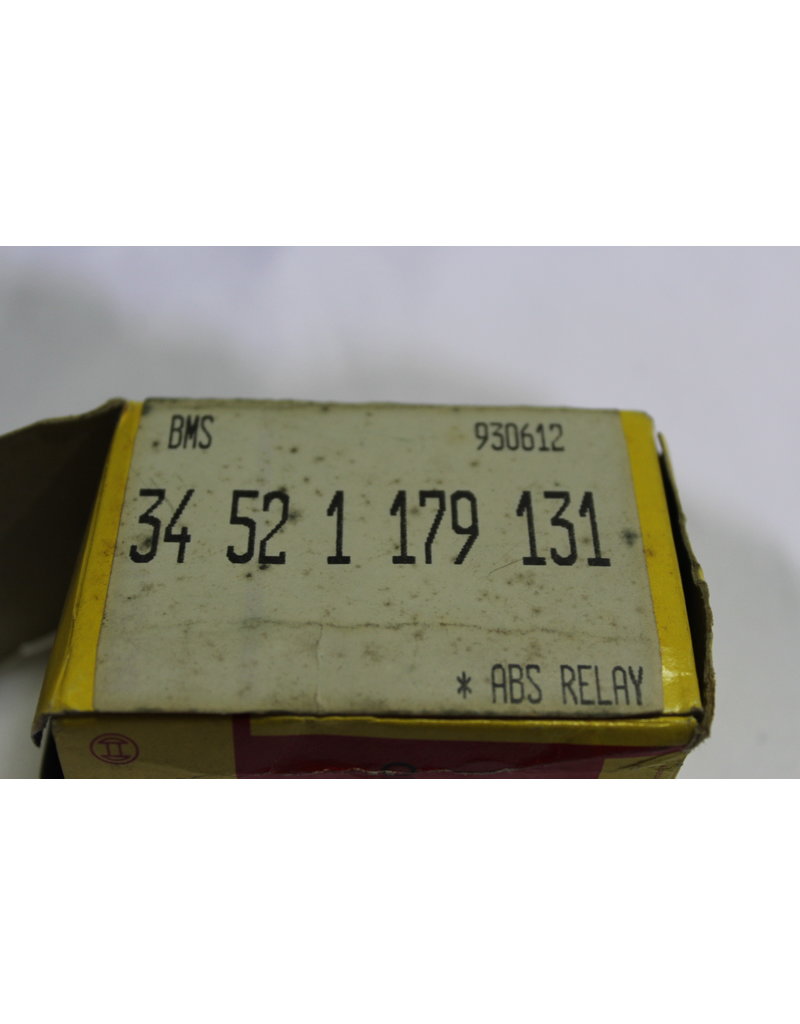 BMS 930612
34 52 1 179 131
* ABS RELAY